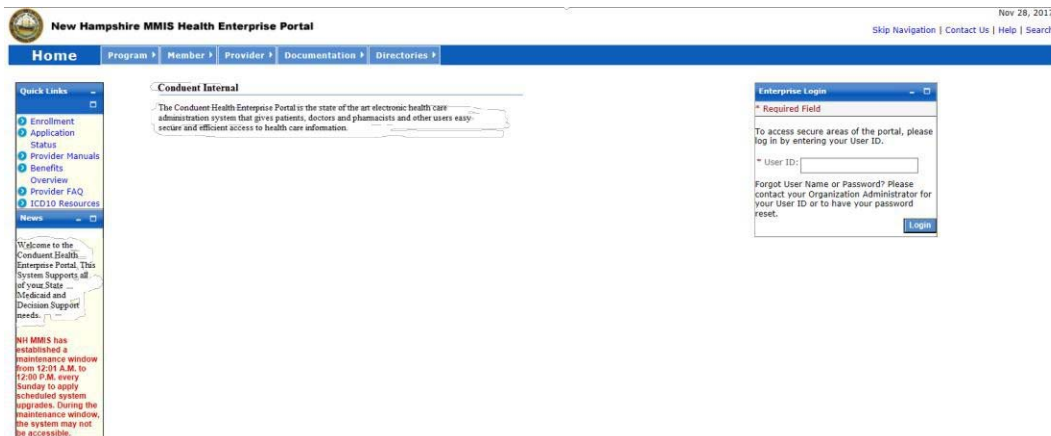 Nov 28, 2017
New Hampshire MMIS Health Enterprise Portal
Skip Navigation | Contact Us | Help | Search
Home
Program
Member
Provider
Documentation
Directories
Quick Links
Enrollment
Application
Status
Provider Manuals
Benefits
Overview
Provider FAQ
ICD10 Resources
News
Welcome to the
Conduent Health
Enterprise Portal. This
System Supports all
of your State
Medicaid and
Decision Support
needs.
NH MMIS has
established a
maintenance window
from 12:01 A.M. to
12:00 P.M. every
Sunday to apply
scheduled system
upgrades. During the
maintenance window,
the system may not
be accessible.
Conduent Internal
The Conduent Health Enterprise Portal is the state of the art electronic health care
administration system that gives patients, doctors and pharmacists and other users easy
secure and efficient access to health care information.
Enterprise Login
* Required Field
To access secure areas of the portal, please
log in by entering your User ID.
* User ID:
Forgot User Name or Password? Please
contact your Organization Administrator for
your User ID or to have your password
reset.
Login